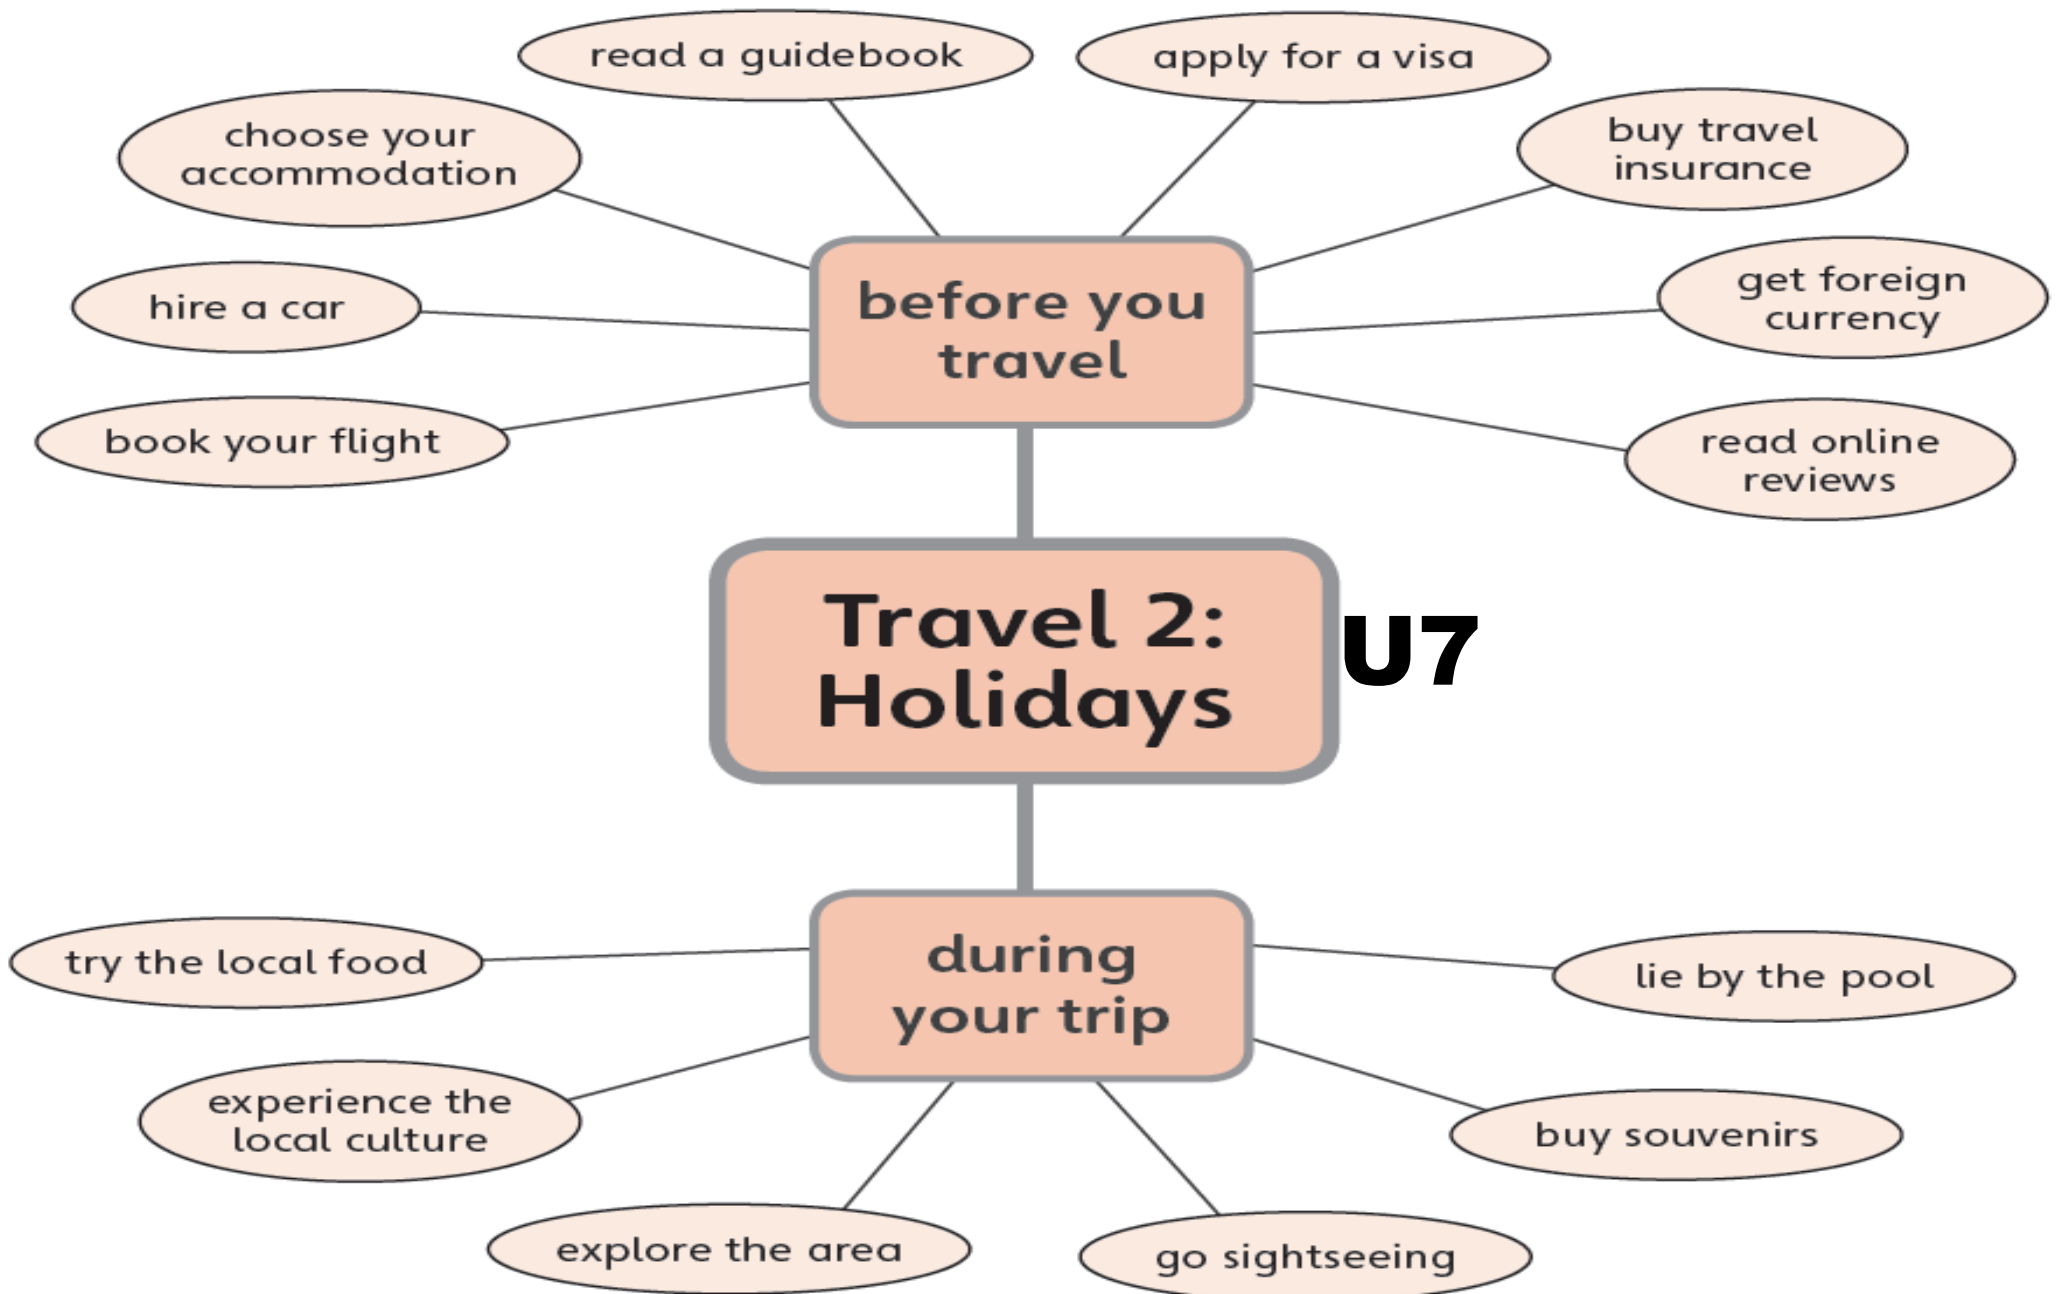 read a guidebook
apply for a visa
choose your
accommodation
buy travel
insurance
hire a car
before you
travel
get foreign
currency
book your flight
read online
reviews
Travel 2:
Holidays
U7
try the local food
during
your trip
lie by the pool
experience the
local culture
buy souvenirs
explore the area
go sightseeing